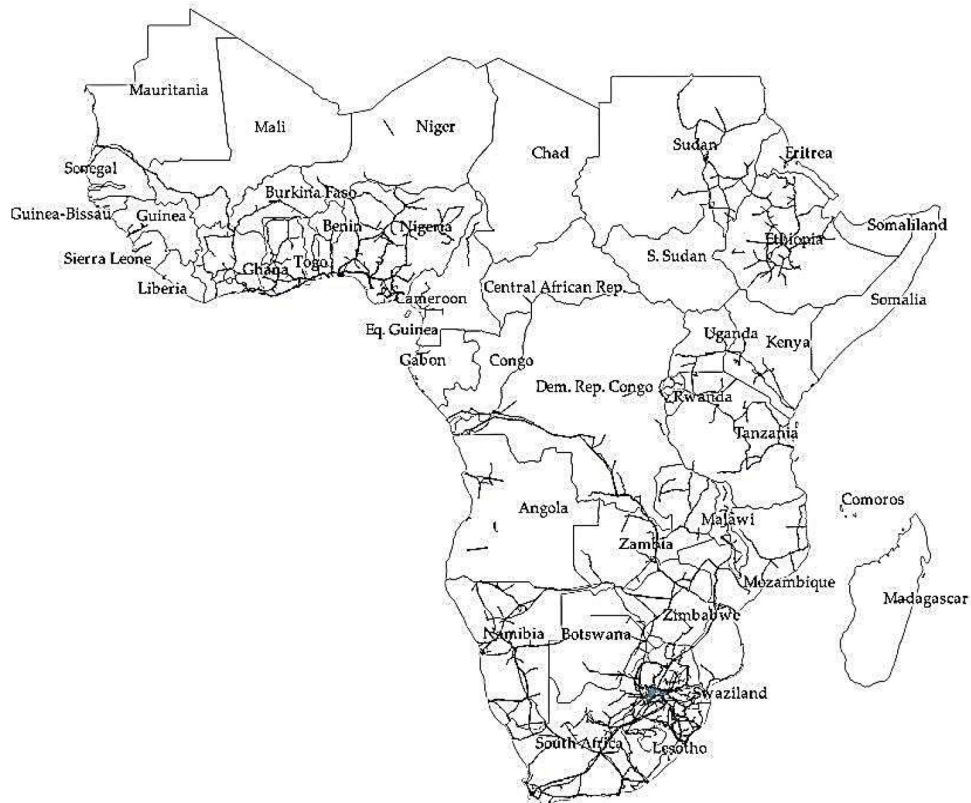 Mauritania
Mali
Niger
Chad
Sudan
Eritrea
Senegal
Burkina Faso
Guinea-Bissau
Guinea
Benin
Nigeria
Somaliland
Ethiopia
Sierra Leone
Ghana
Togo
S. Sudan
Liberia
Cameroon
Central African Rep.
Somalia
Eq. Guinea
Uganda
Kenya
Gabon
Congo
Dem. Rep. Congo
Rwanda
Tanzania
Comoros
Angola
Malawi
Zambia
Mozambique
Madagascar
Zimbabwe
Namibia
Botswana
Swaziland
South Africa
Lesotho